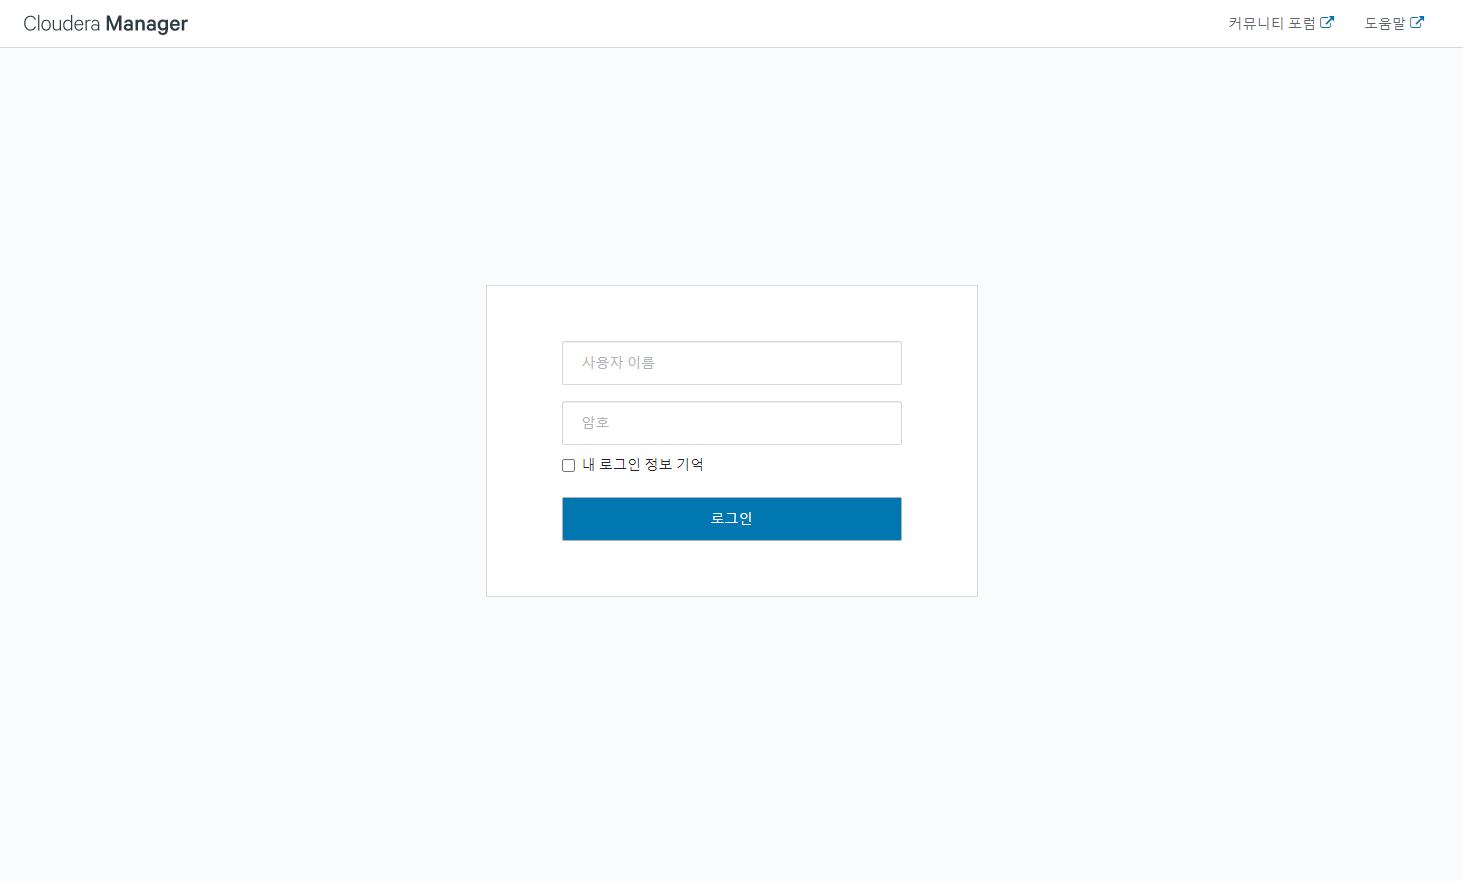 Cloudera Manager
커뮤니티 포럼
도움말
사용자 이름
암호
내 로그인 정보 기억
로그인